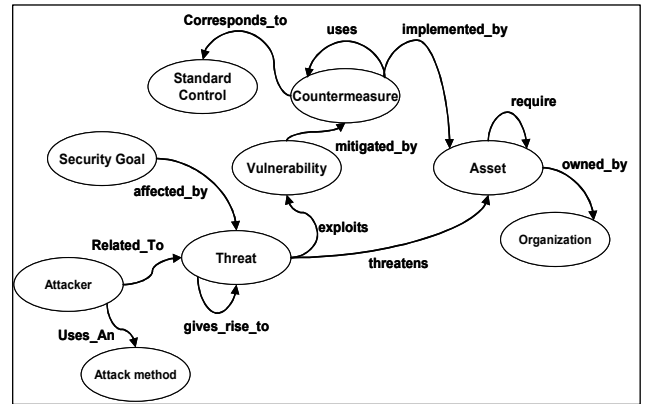 Corresponds_to
uses
implemented_by
Standard
Control
Countermeasure
require
Security Goal
mitigated_by
Vulnerability
Asset
owned_by
affected_by
exploits
Organization
Related_To
Threat
threatens
Attacker
gives_rise_to
Uses_An
Attack method